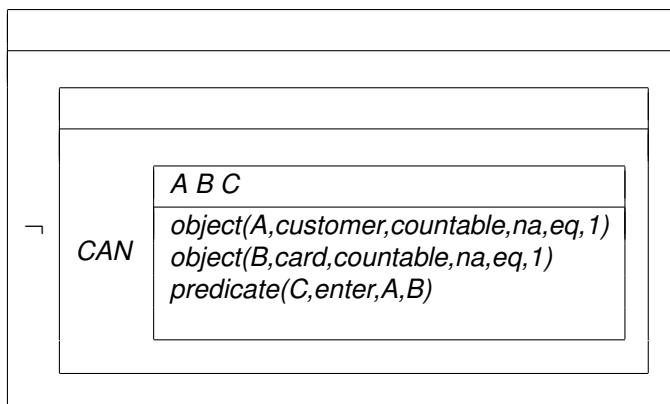 A B C
¬
CAN
object(A,customer,countable,na,eq,1)
object(B,card,countable,na,eq,1)
predicate(C,enter,A,B)